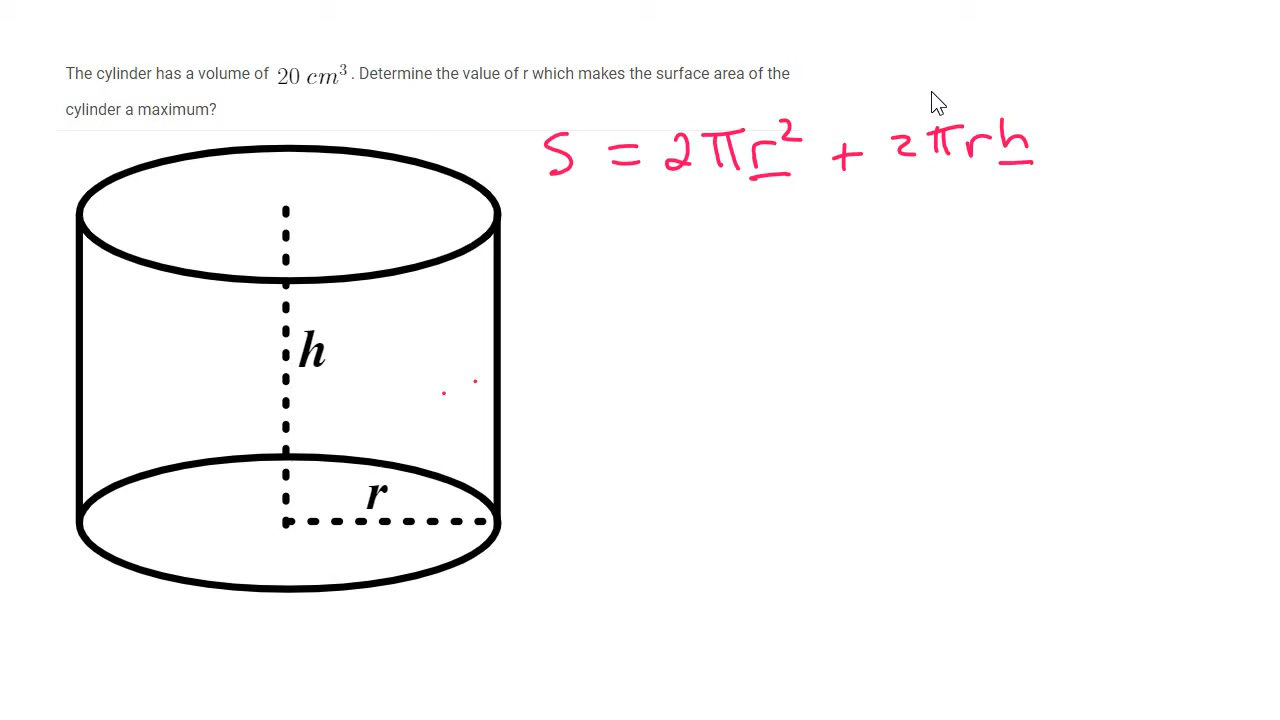 The cylinder has a volume of 20 cm³. Determine the value of r which makes the surface area of the
cylinder a maximum?
S = 2πr² + 2πrh
h
r